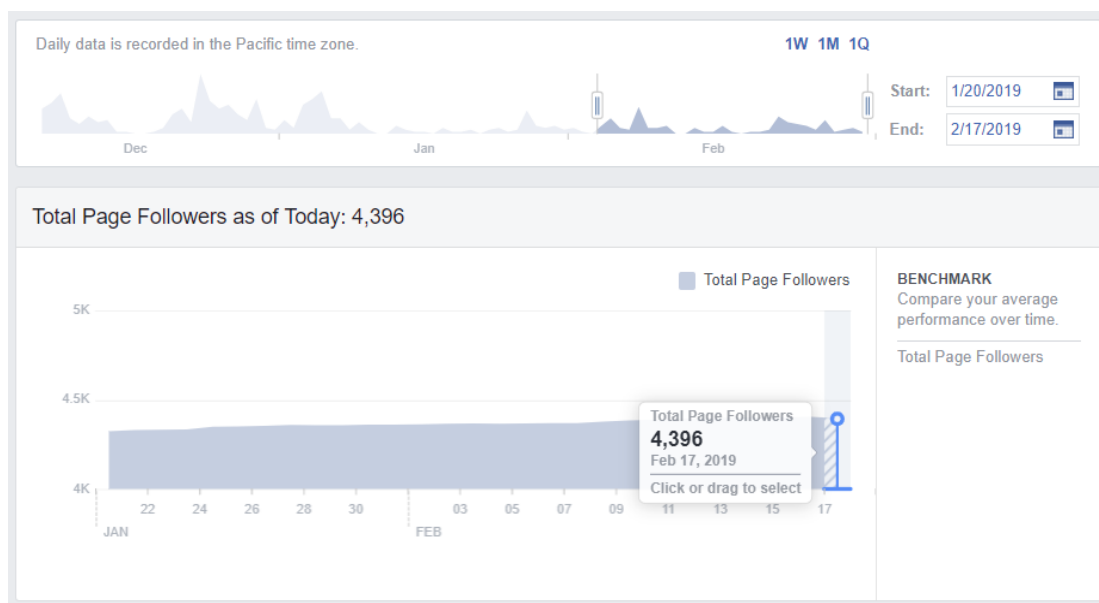 Daily data is recorded in the Pacific time zone.
1W 1M 1Q
Start: 1/20/2019
End: 2/17/2019
Dec Jan Feb
Total Page Followers as of Today: 4,396
Total Page Followers
BENCHMARK
Compare your average
performance over time.
Total Page Followers
5K
4.5K
4K
Total Page Followers
4,396
Feb 17, 2019
Click or drag to select
22 24 26 28 30 03 05 07 09 11 13 15 17
JAN FEB